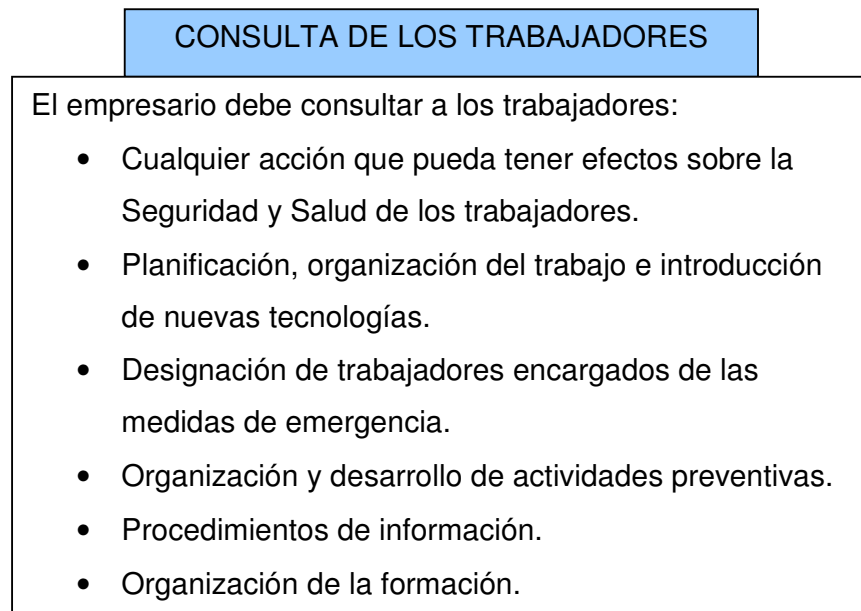 CONSULTA DE LOS TRABAJADORES
El empresario debe consultar a los trabajadores:
• Cualquier acción que pueda tener efectos sobre la
Seguridad y Salud de los trabajadores.
• Planificación, organización del trabajo e introducción
de nuevas tecnologías.
• Designación de trabajadores encargados de las
medidas de emergencia.
• Organización y desarrollo de actividades preventivas.
• Procedimientos de información.
• Organización de la formación.